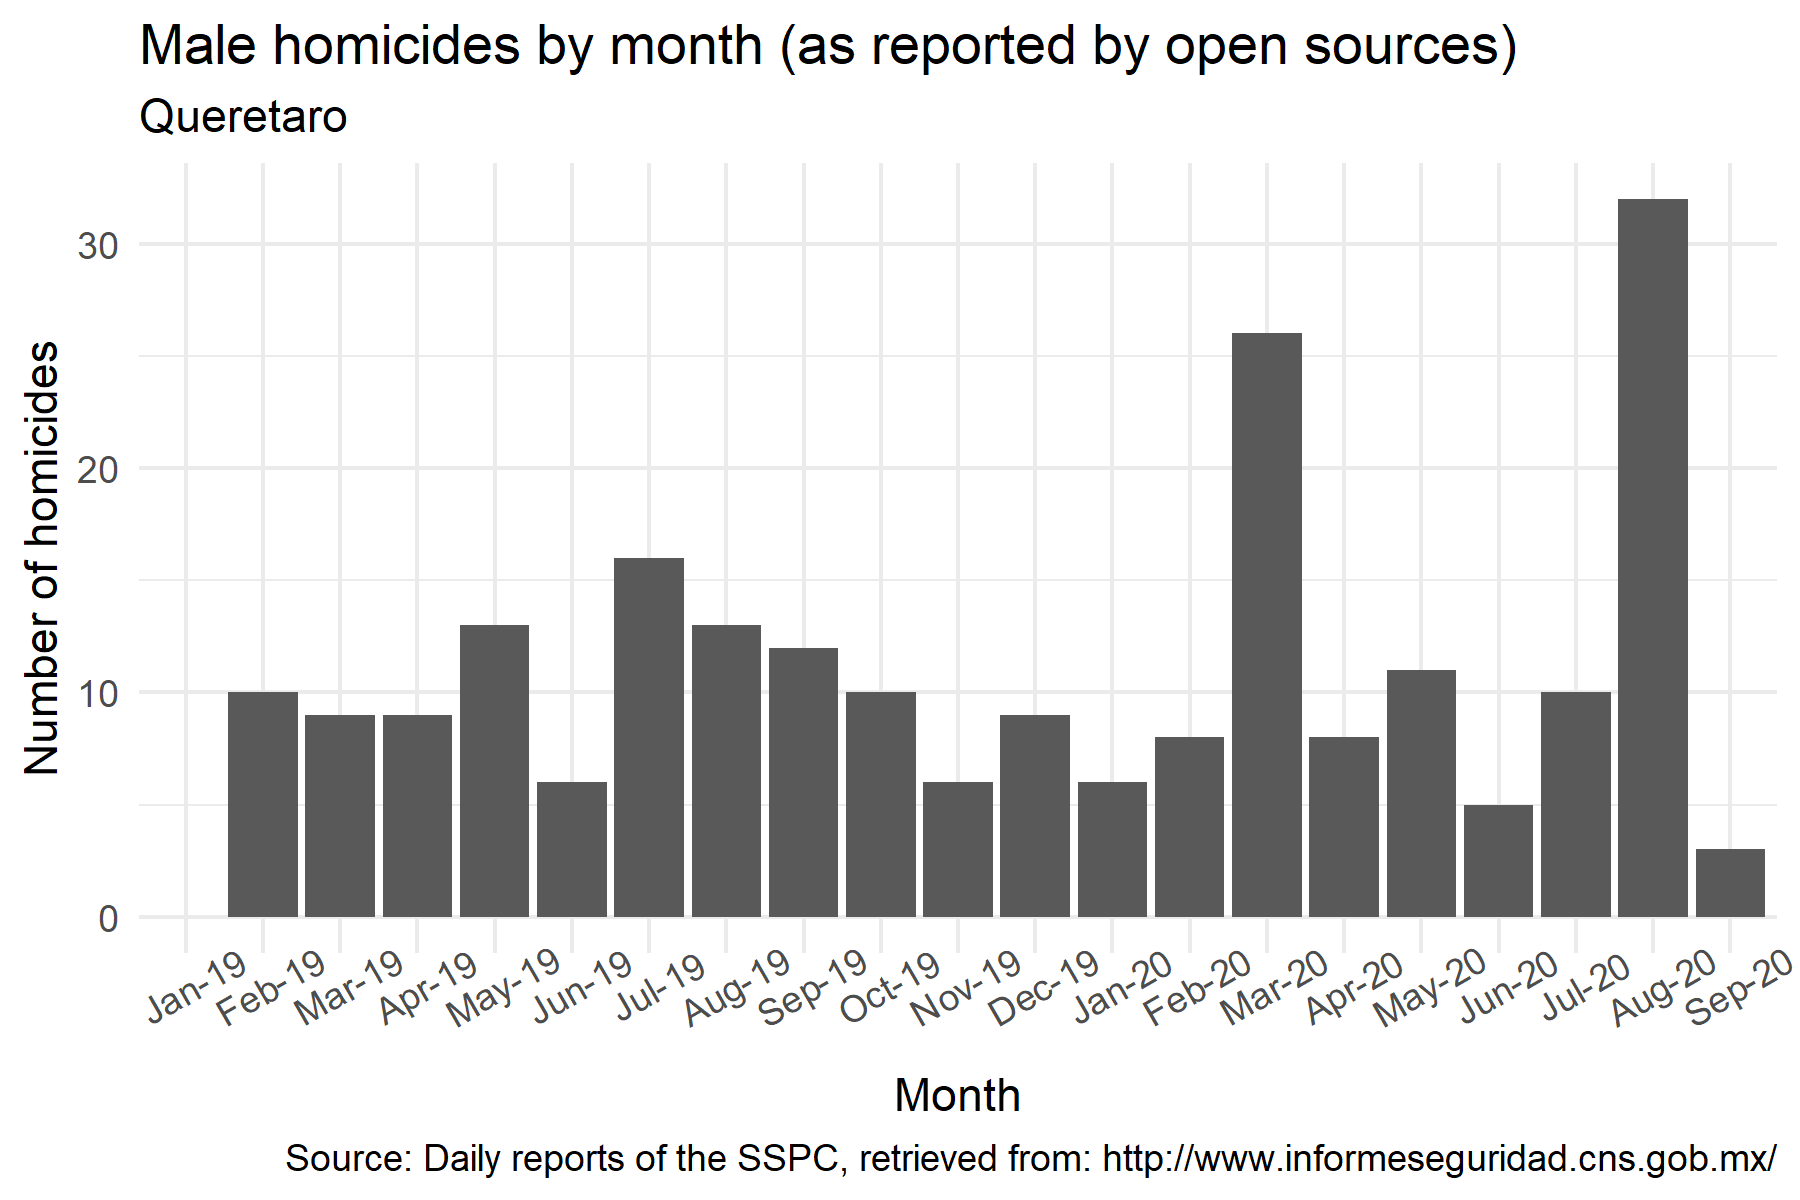 Male homicides by month (as reported by open sources)
Queretaro
Number of homicides
30
20
10
0
Jan-19
Feb-19
Mar-19
Apr-19
May-19
Jun-19
Jul-19
Aug-19
Sep-19
Oct-19
Nov-19
Dec-19
Jan-20
Feb-20
Mar-20
Apr-20
May-20
Jun-20
Jul-20
Aug-20
Sep-20
Month
Source: Daily reports of the SSPC, retrieved from: http://www.informeseguridad.cns.gob.mx/